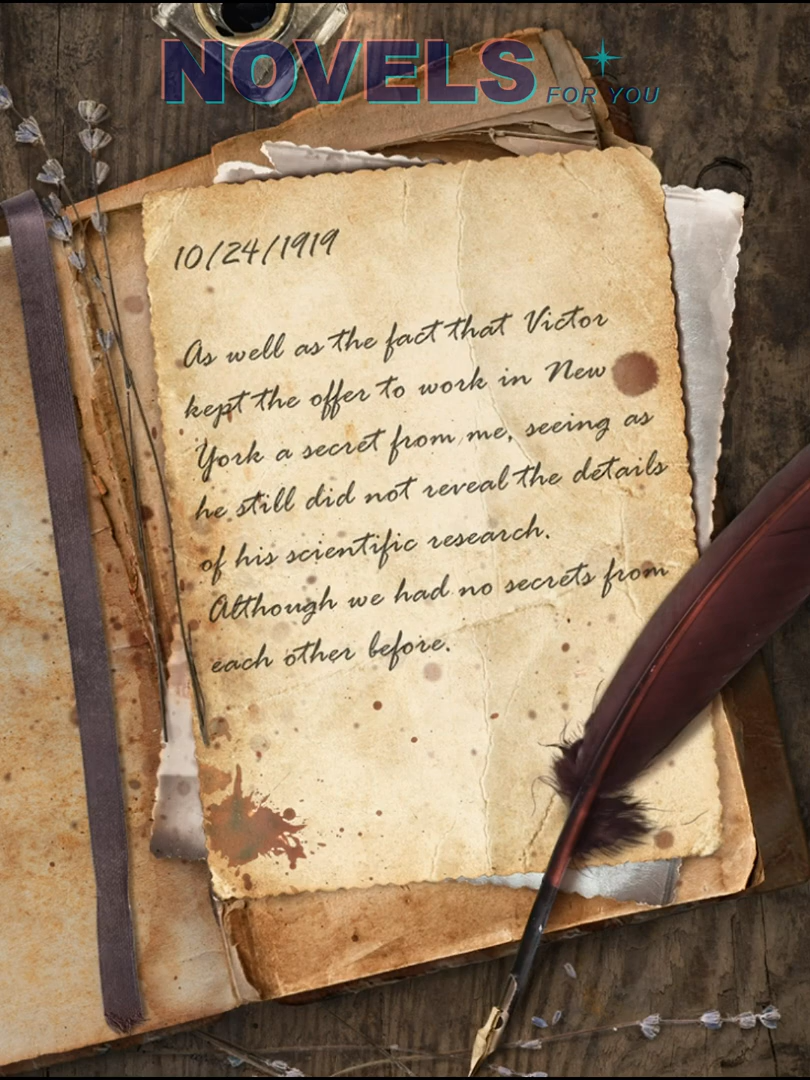 NOVELS
FOR YOU
10/24/1919
As well as the fact that Victor
kept the offer to work in New
York a secret from me, seeing as
he still did not reveal the details
of his scientific research.
Although we had no secrets from
each other before.